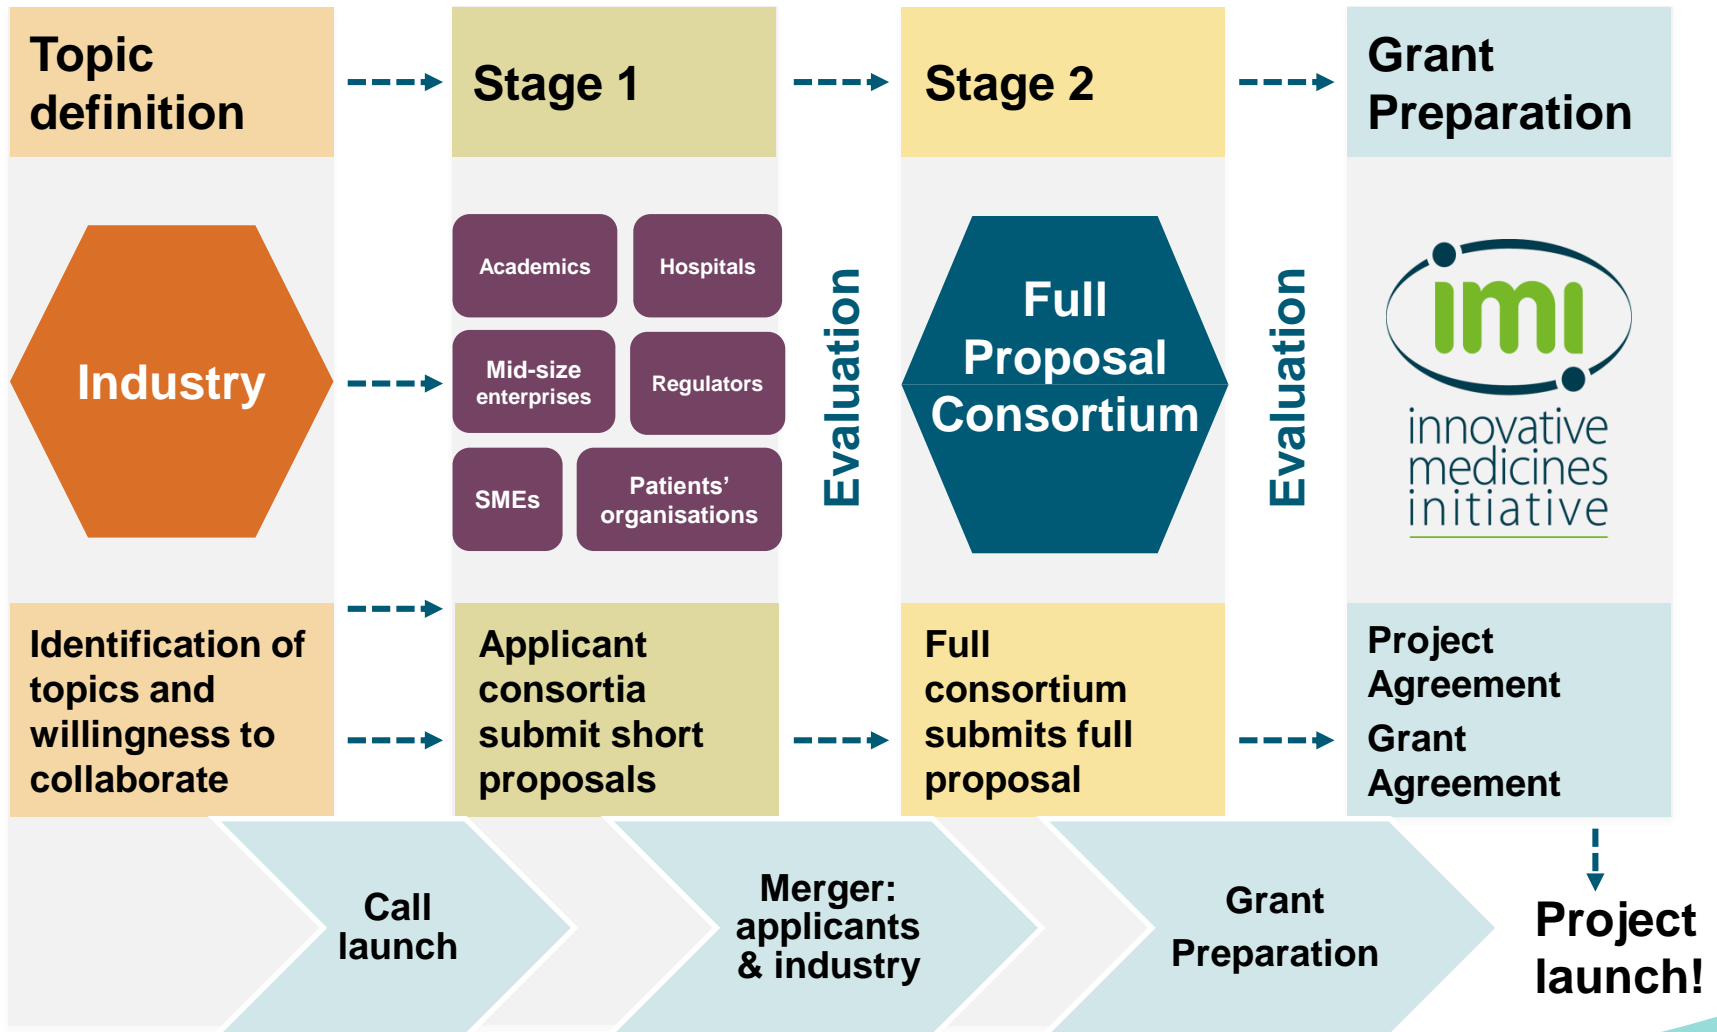 Topic
definition
Stage 1
Stage 2
Grant
Preparation
Industry
Academics
Hospitals
Mid-size
enterprises
Regulators
SMEs
Patients’
organisations
Evaluation
Full
Proposal
Consortium
Evaluation
imi
innovative
medicines
initiative
Identification of
topics and
willingness to
collaborate
Applicant
consortia
submit short
proposals
Full
consortium
submits full
proposal
Project
Agreement
Grant
Agreement
Call
launch
Merger:
applicants
& industry
Grant
Preparation
Project
launch!